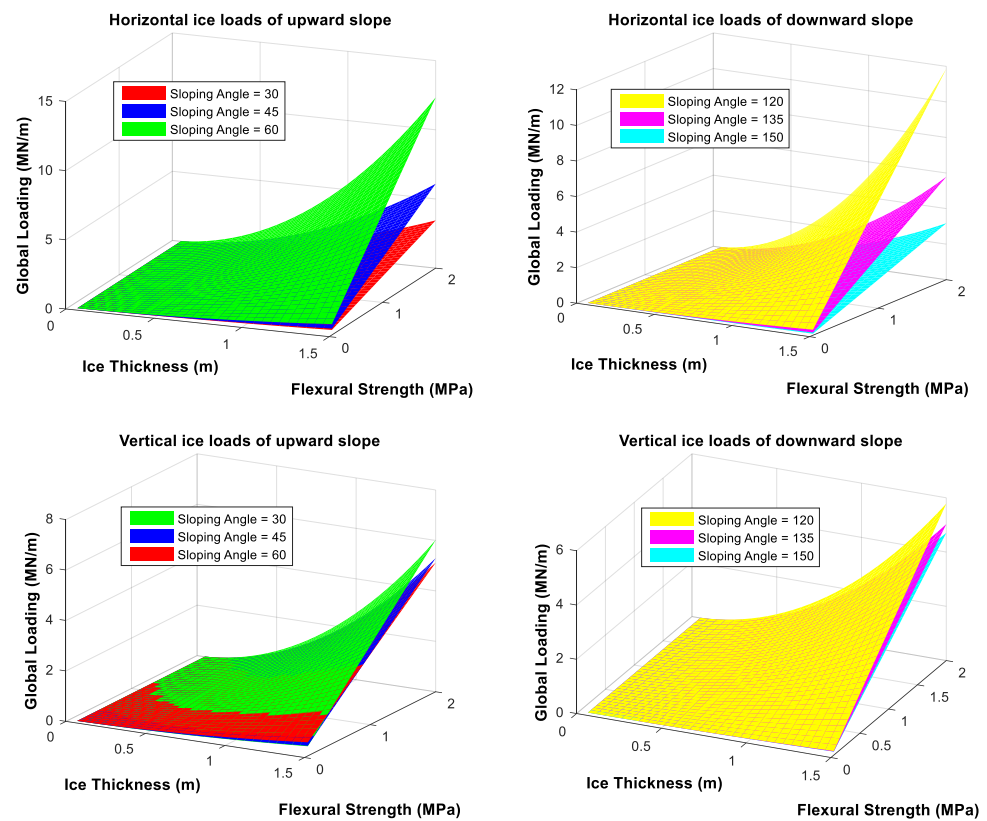 Horizontal ice loads of upward slope
Sloping Angle = 30
Sloping Angle = 45
Sloping Angle = 60
Global Loading (MN/m)
15
10
5
0
0
0.5
1
1.5
0
1
2
Ice Thickness (m)
Flexural Strength (MPa)
Horizontal ice loads of downward slope
Sloping Angle = 120
Sloping Angle = 135
Sloping Angle = 150
Global Loading (MN/m)
12
10
8
6
4
2
0
0
0.5
1
1.5
0
1
2
Ice Thickness (m)
Flexural Strength (MPa)
Vertical ice loads of upward slope
Sloping Angle = 30
Sloping Angle = 45
Sloping Angle = 60
Global Loading (MN/m)
8
6
4
2
0
0
0.5
1
1.5
0
1
2
Ice Thickness (m)
Flexural Strength (MPa)
Vertical ice loads of downward slope
Sloping Angle = 120
Sloping Angle = 135
Sloping Angle = 150
Global Loading (MN/m)
6
4
2
0
0
0.5
1
1.5
0
0.5
1
1.5
2
Ice Thickness (m)
Flexural Strength (MPa)